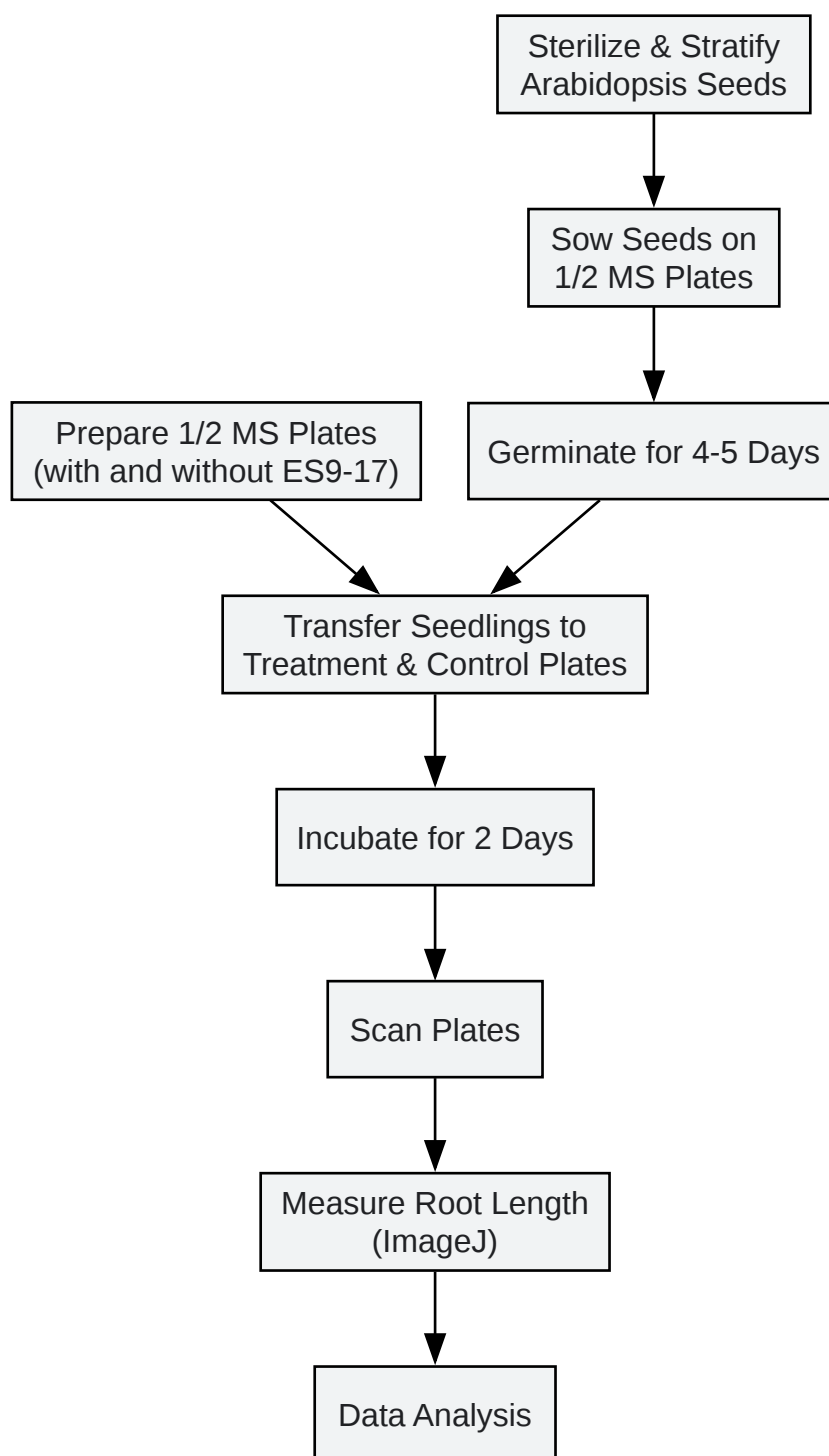 Sterilize & Stratify
Arabidopsis Seeds
Sow Seeds on
1/2 MS Plates
Prepare 1/2 MS Plates
(with and without ES9-17)
Germinate for 4-5 Days
Transfer Seedlings to
Treatment & Control Plates
Incubate for 2 Days
Scan Plates
Measure Root Length
(ImageJ)
Data Analysis